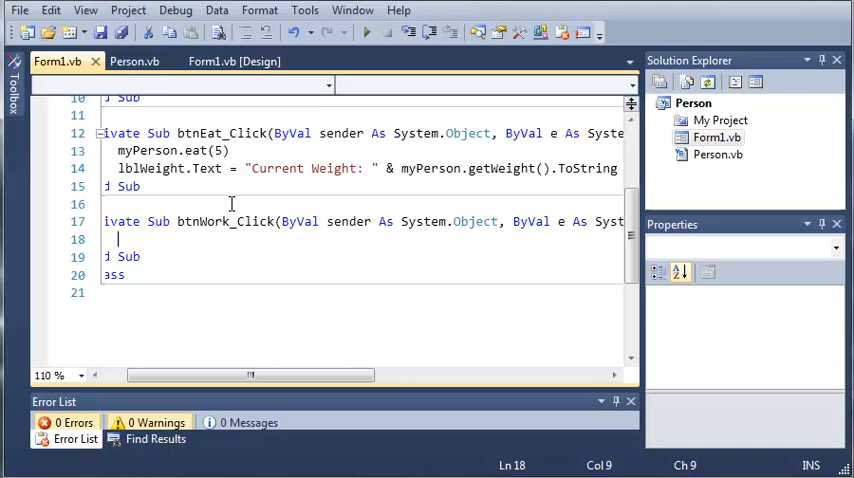 File Edit View Project Debug Data Format Tools Window Help
Form1.vb Person.vb Form1.vb [Design]
Toolbox
10 d Sub
11
12 ivate Sub btnEat_Click(ByVal sender As System.Object, ByVal e As Syste
13 myPerson.eat(5)
14 lblWeight.Text = "Current Weight: " & myPerson.getWeight().ToString
15 d Sub
16
17 ivate Sub btnWork_Click(ByVal sender As System.Object, ByVal e As Syst
18
19 d Sub
20 ass
21
110 %
Error List
0 Errors 0 Warnings 0 Messages
Error List Find Results
Solution Explorer
Person
My Project
Form1.vb
Person.vb
Properties
Ln 18 Col 9 Ch 9 INS